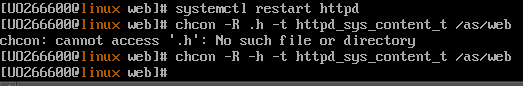 [UO266600@linux web]# systemctl restart httpd
[UO266600@linux web]# chcon -R .h -t httpd_sys_content_t /as/web
chcon: cannot access '.h': No such file or directory
[UO266600@linux web]# chcon -R -h -t httpd_sys_content_t /as/web
[UO266600@linux web]#